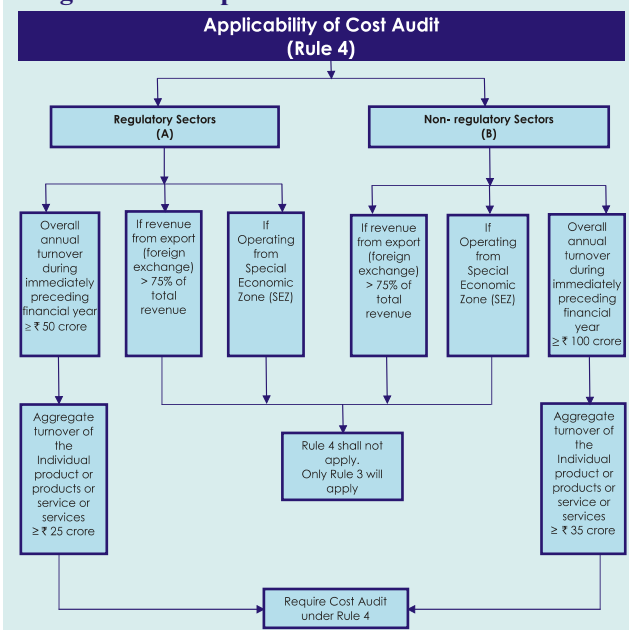 Applicability of Cost Audit
(Rule 4)
Regulatory Sectors
(A)
Non- regulatory Sectors
(B)
Overall
annual
turnover
during
immediately
preceding
financial year
≥ ₹ 50 crore
If revenue
from export
(foreign
exchange)
> 75% of
total
revenue
If
Operating
from
Special
Economic
Zone (SEZ)
If revenue
from export
(foreign
exchange)
> 75% of
total
revenue
If
Operating
from
Special
Economic
Zone (SEZ)
Overall
annual
turnover
during
immediately
preceding
financial
year
≥ ₹ 100 crore
Aggregate
turnover of
the
Individual
product or
products or
service or
services
≥ ₹ 25 crore
Rule 4 shall not
apply.
Only Rule 3 will
apply
Aggregate
turnover of
the
Individual
product or
products or
service or
services
≥ ₹ 35 crore
Require Cost Audit
under Rule 4